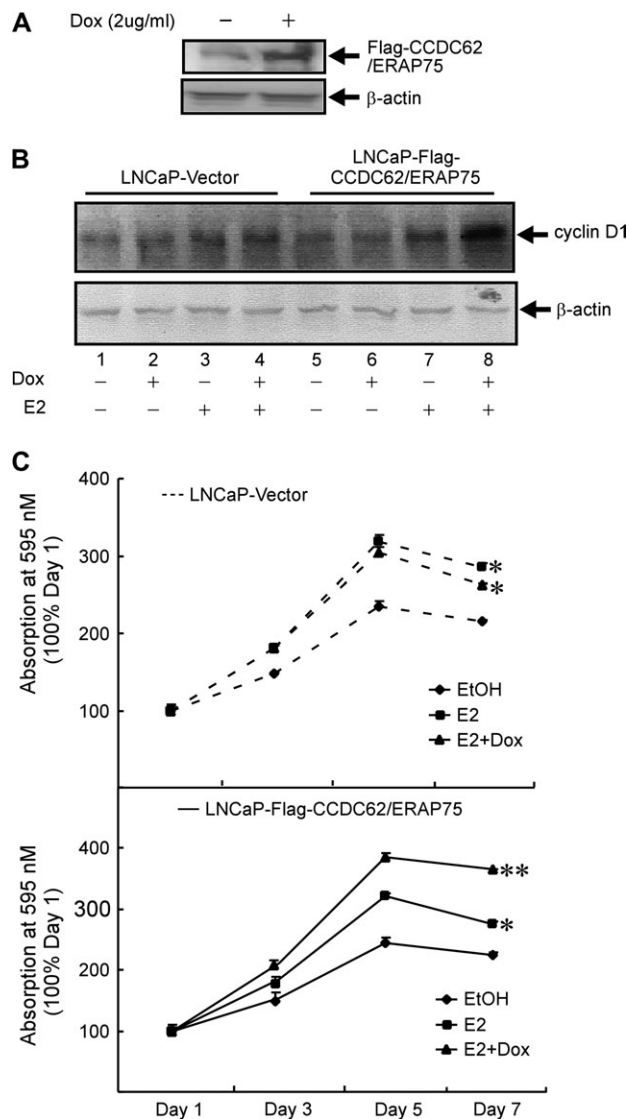 A
Dox (2ug/ml) − +
Flag-CCDC62
/ERAP75
β-actin
B
LNCaP-Vector
LNCaP-Flag-
CCDC62/ERAP75
cyclin D1
β-actin
1 2 3 4 5 6 7 8
Dox − + − + − + − +
E2 − − + + − − + +
C
400
300
200
100
Absorption at 595 nM
(100% Day 1)
LNCaP-Vector
*
*
EtOH
E2
E2+Dox
LNCaP-Flag-CCDC62/ERAP75
400
300
200
100
Absorption at 595 nM
(100% Day 1)
**
*
EtOH
E2
E2+Dox
Day 1 Day 3 Day 5 Day 7